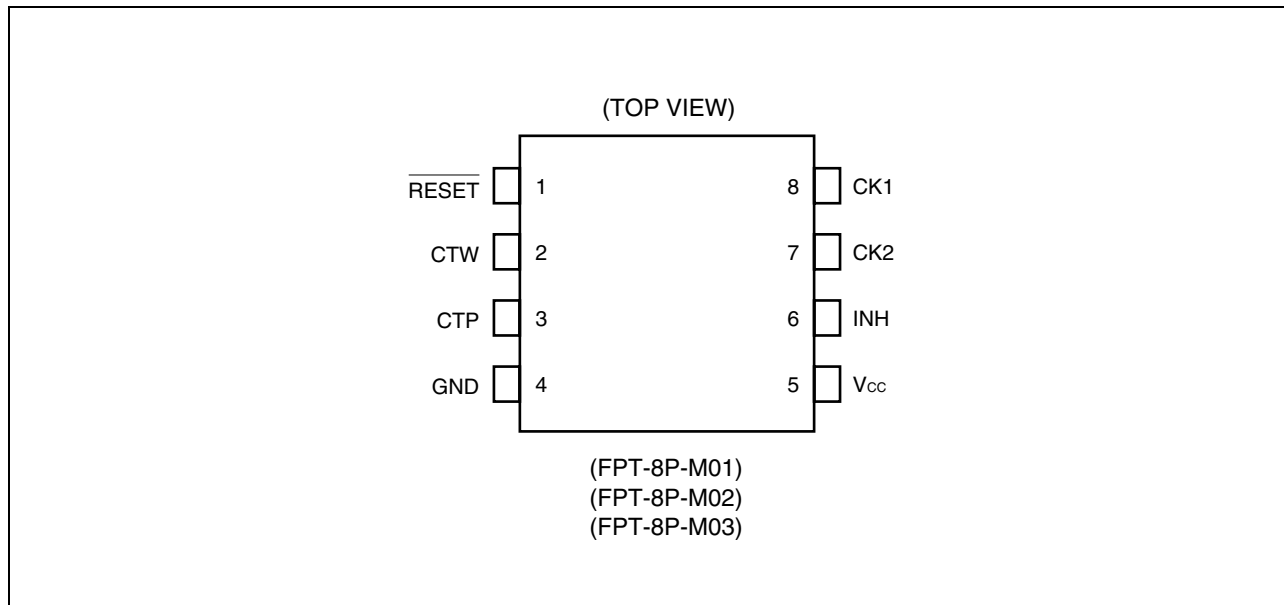 (TOP VIEW)
RESET 1 8 CK1
CTW 2 7 CK2
CTP 3 6 INH
GND 4 5 VCC
(FPT-8P-M01)
(FPT-8P-M02)
(FPT-8P-M03)